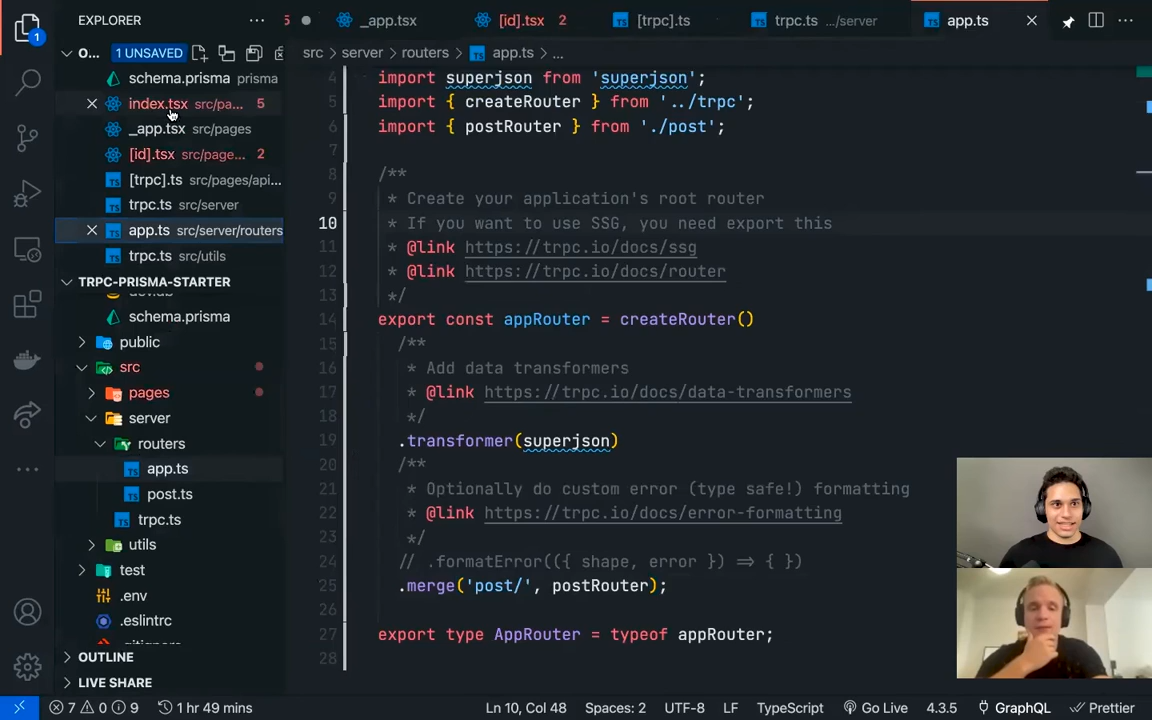 EXPLORER
O... 1 UNSAVED
schema.prisma prisma
index.tsx src/pa... 5
_app.tsx src/pages
[id].tsx src/page... 2
[trpc].ts src/pages/api...
trpc.ts src/server
app.ts src/server/routers
trpc.ts src/utils
TRPC-PRISMA-STARTER
dev.db
schema.prisma
public
src
pages
server
routers
app.ts
post.ts
trpc.ts
utils
test
.env
.eslintrc
.gitignore
OUTLINE
LIVE SHARE
1
5 _app.tsx [id].tsx 2 [trpc].ts trpc.ts .../server app.ts
src > server > routers > app.ts > ...
4 import superjson from 'superjson';
5 import { createRouter } from '../trpc';
6 import { postRouter } from './post';
7
8 /**
9 * Create your application's root router
10 * If you want to use SSG, you need export this
11 * @link https://trpc.io/docs/ssg
12 * @link https://trpc.io/docs/router
13 */
14 export const appRouter = createRouter()
15 /**
16 * Add data transformers
17 * @link https://trpc.io/docs/data-transformers
18 */
19 .transformer(superjson)
20 /**
21 * Optionally do custom error (type safe!) formatting
22 * @link https://trpc.io/docs/error-formatting
23 */
24 // .formatError(({ shape, error }) => { })
25 .merge('post/', postRouter);
26
27 export type AppRouter = typeof appRouter;
28
7 0 9 1 hr 49 mins Ln 10, Col 48 Spaces: 2 UTF-8 LF TypeScript Go Live 4.3.5 GraphQL Prettier